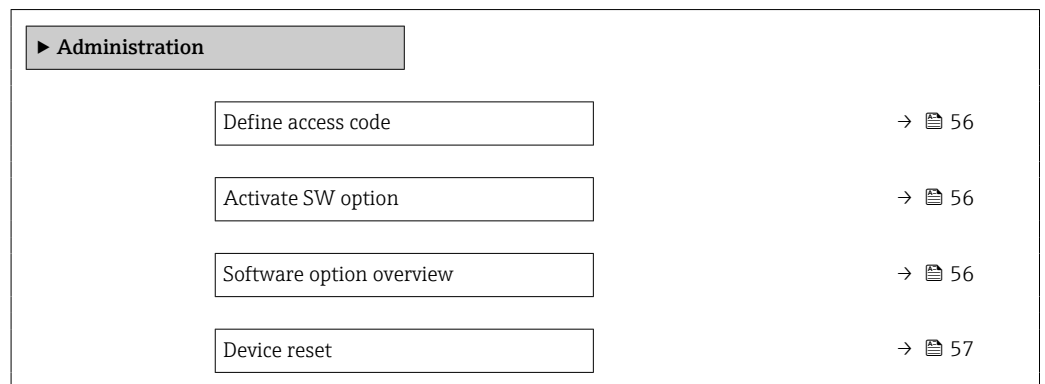 ▶ Administration
Define access code → 56
Activate SW option → 56
Software option overview → 56
Device reset → 57